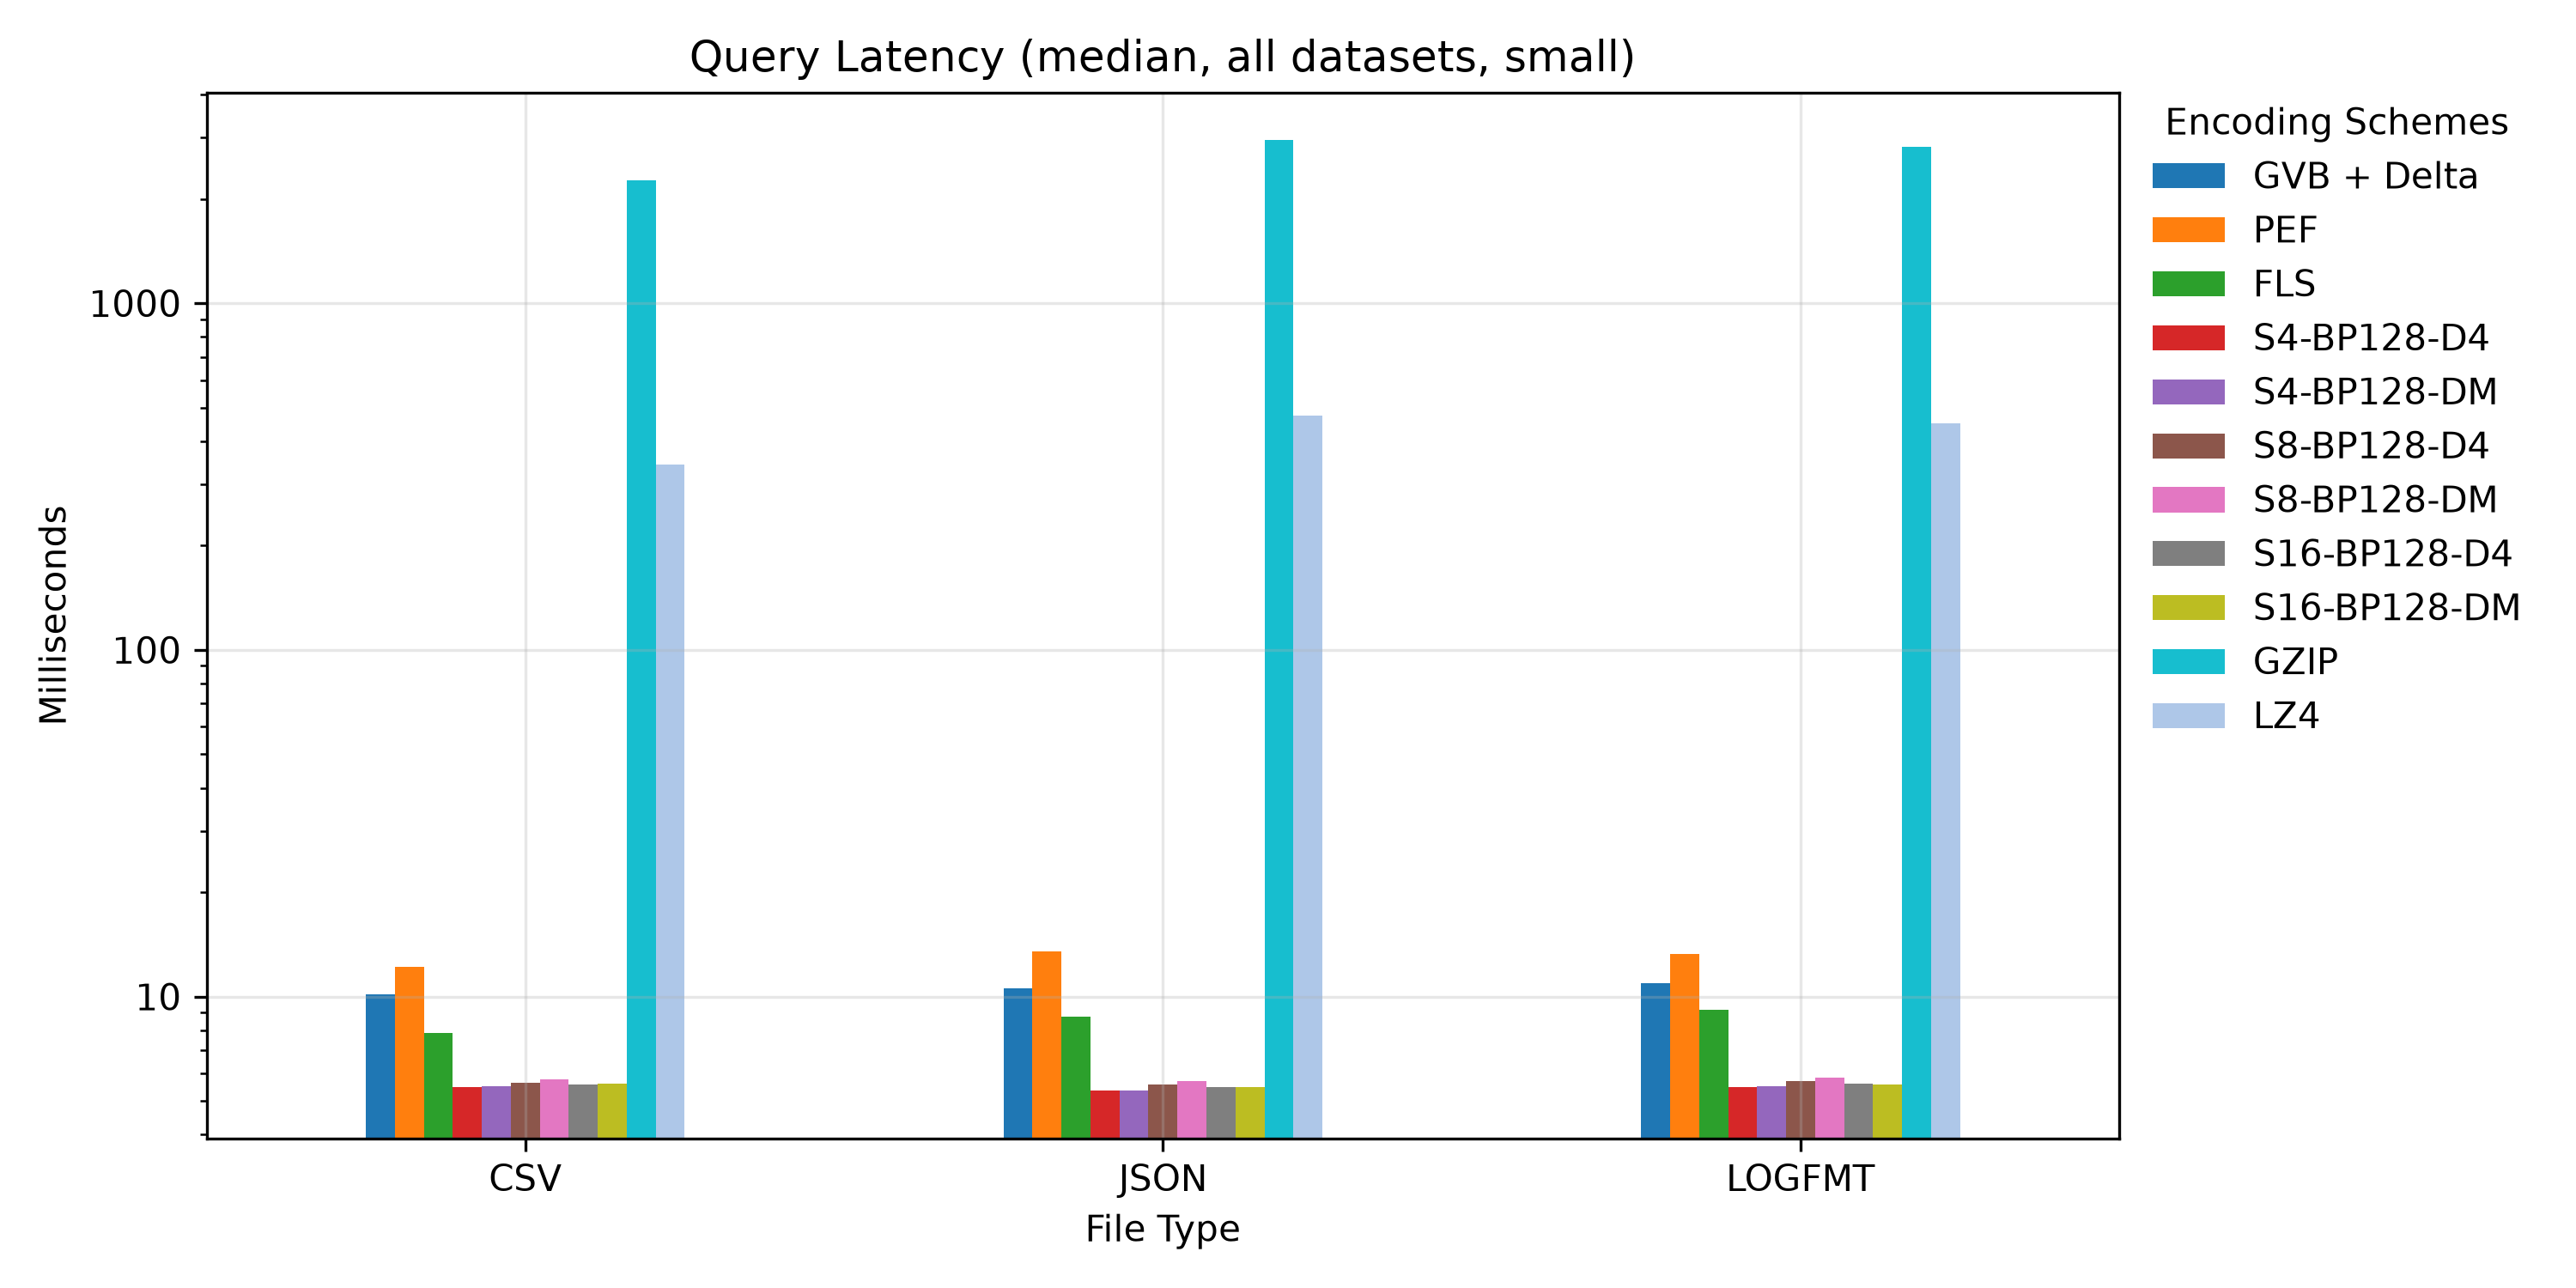 Query Latency (median, all datasets, small)
Encoding Schemes
GVB + Delta
PEF
FLS
S4-BP128-D4
S4-BP128-DM
S8-BP128-D4
S8-BP128-DM
S16-BP128-D4
S16-BP128-DM
GZIP
LZ4
Milliseconds
1000
100
10
CSV
JSON
LOGFMT
File Type